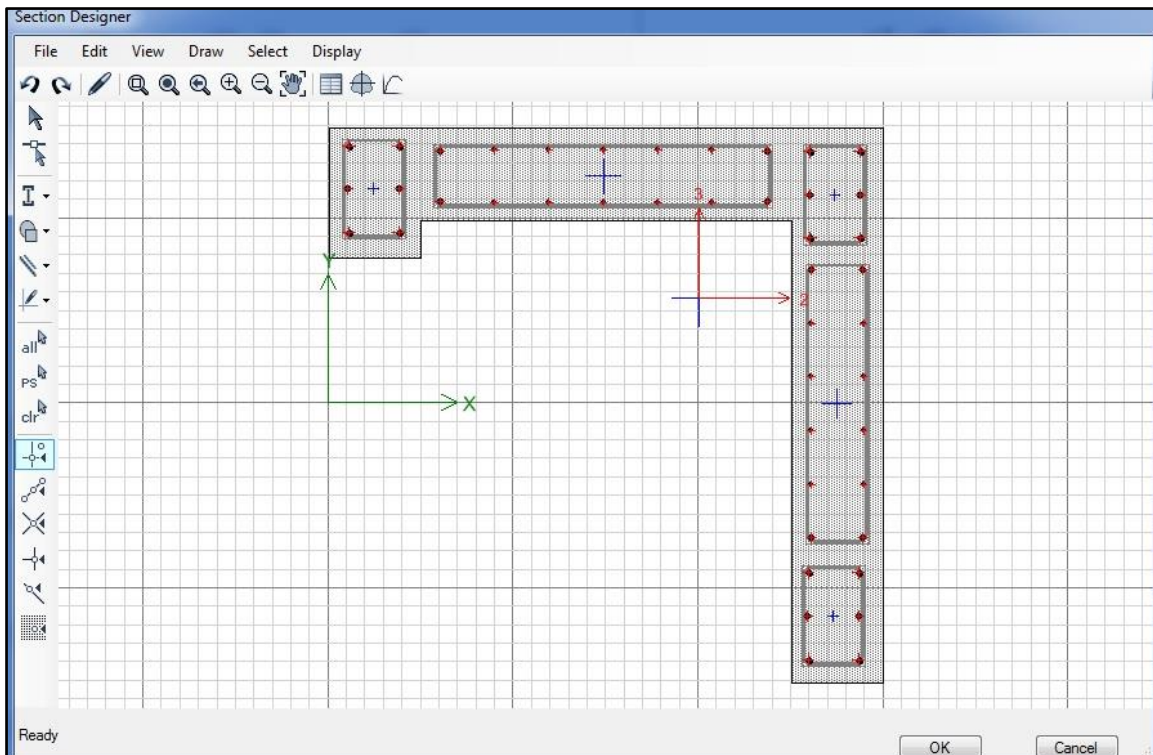 Section Designer
File Edit View Draw Select Display
all
PS
clr
Y
X
3
2
Ready
OK Cancel